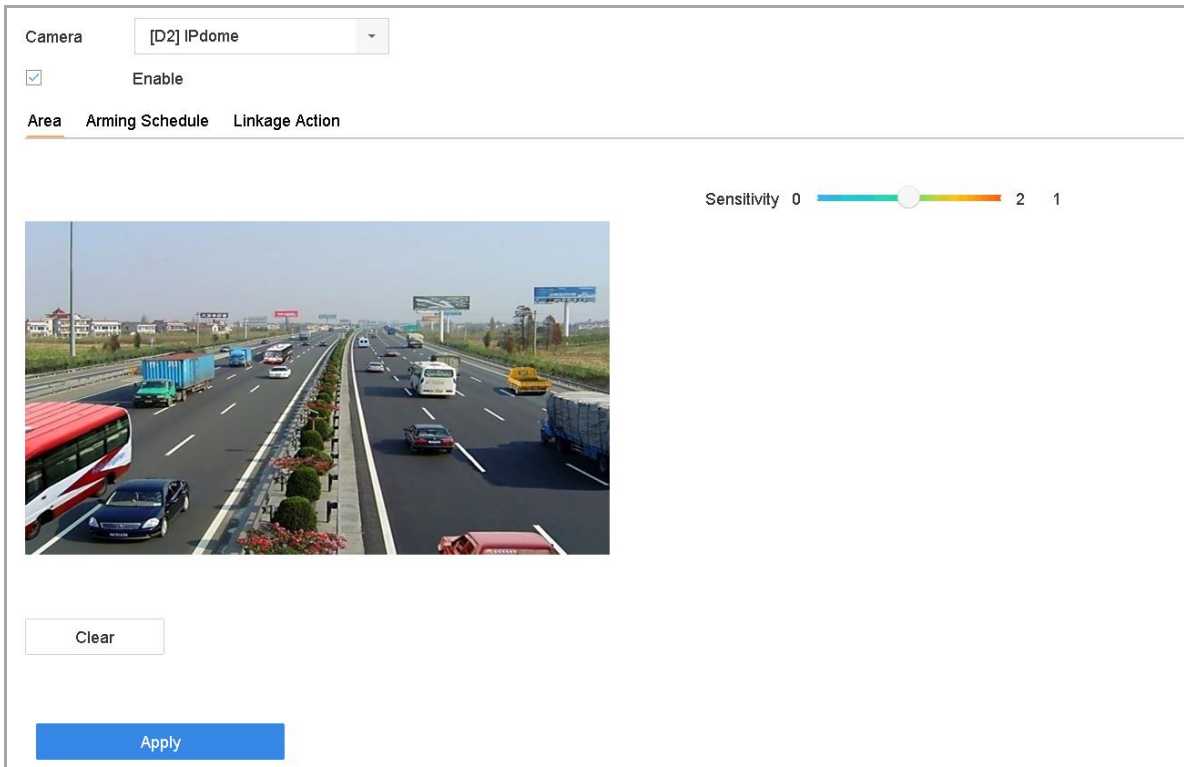 Camera [D2] IPdome
Enable
Area Arming Schedule Linkage Action
Sensitivity 0 2 1
Clear
Apply